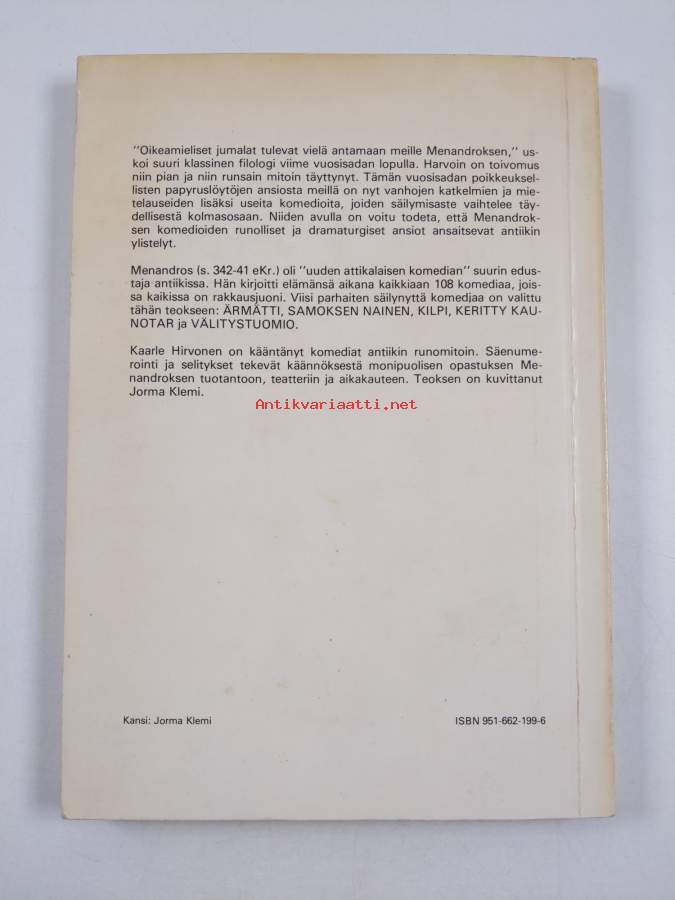 "Oikeamieliset jumalat tulevat vielä antamaan meille Menandroksen," us-
koi suuri klassinen filologi viime vuosisadan lopulla. Harvoin on toivomus
niin pian ja niin runsain mitoin täyttynyt. Tämän vuosisadan poikkeuksel-
listen papyruslöytöjen ansiosta meillä on nyt vanhojen katkelmien ja mie-
telauseiden lisäksi useita komedioita, joiden säilymisaste vaihtelee täy-
dellisestä kolmasosaan. Niiden avulla on voitu todeta, että Menandrok-
sen komedioiden runolliset ja dramaturgiset ansiot ansaitsevat antiikin
ylistelyt.
Menandros (s. 342-41 eKr.) oli "uuden attikalaisen komedian" suurin edus-
taja antiikissa. Hän kirjoitti elämänsä aikana kaikkiaan 108 komediaa, jois-
sa kaikissa on rakkausjuoni. Viisi parhaiten säilynyttä komediaa on valittu
tähän teokseen: ÄRMÄTTI, SAMOKSEN NAINEN, KILPI, KERITTY KAU-
NOTAR ja VÄLITYSTUOMIO.
Kaarle Hirvonen on kääntänyt komediat antiikin runomitoin. Säenume-
rointi ja selitykset tekevät käännöksestä monipuolisen opastuksen Me-
nandroksen tuotantoon, teatteriin ja aikakauteen. Teoksen on kuvittanut
Jorma Klemi.
Antikvariaatti.net
Kansi: Jorma Klemi
ISBN 951-662-199-6